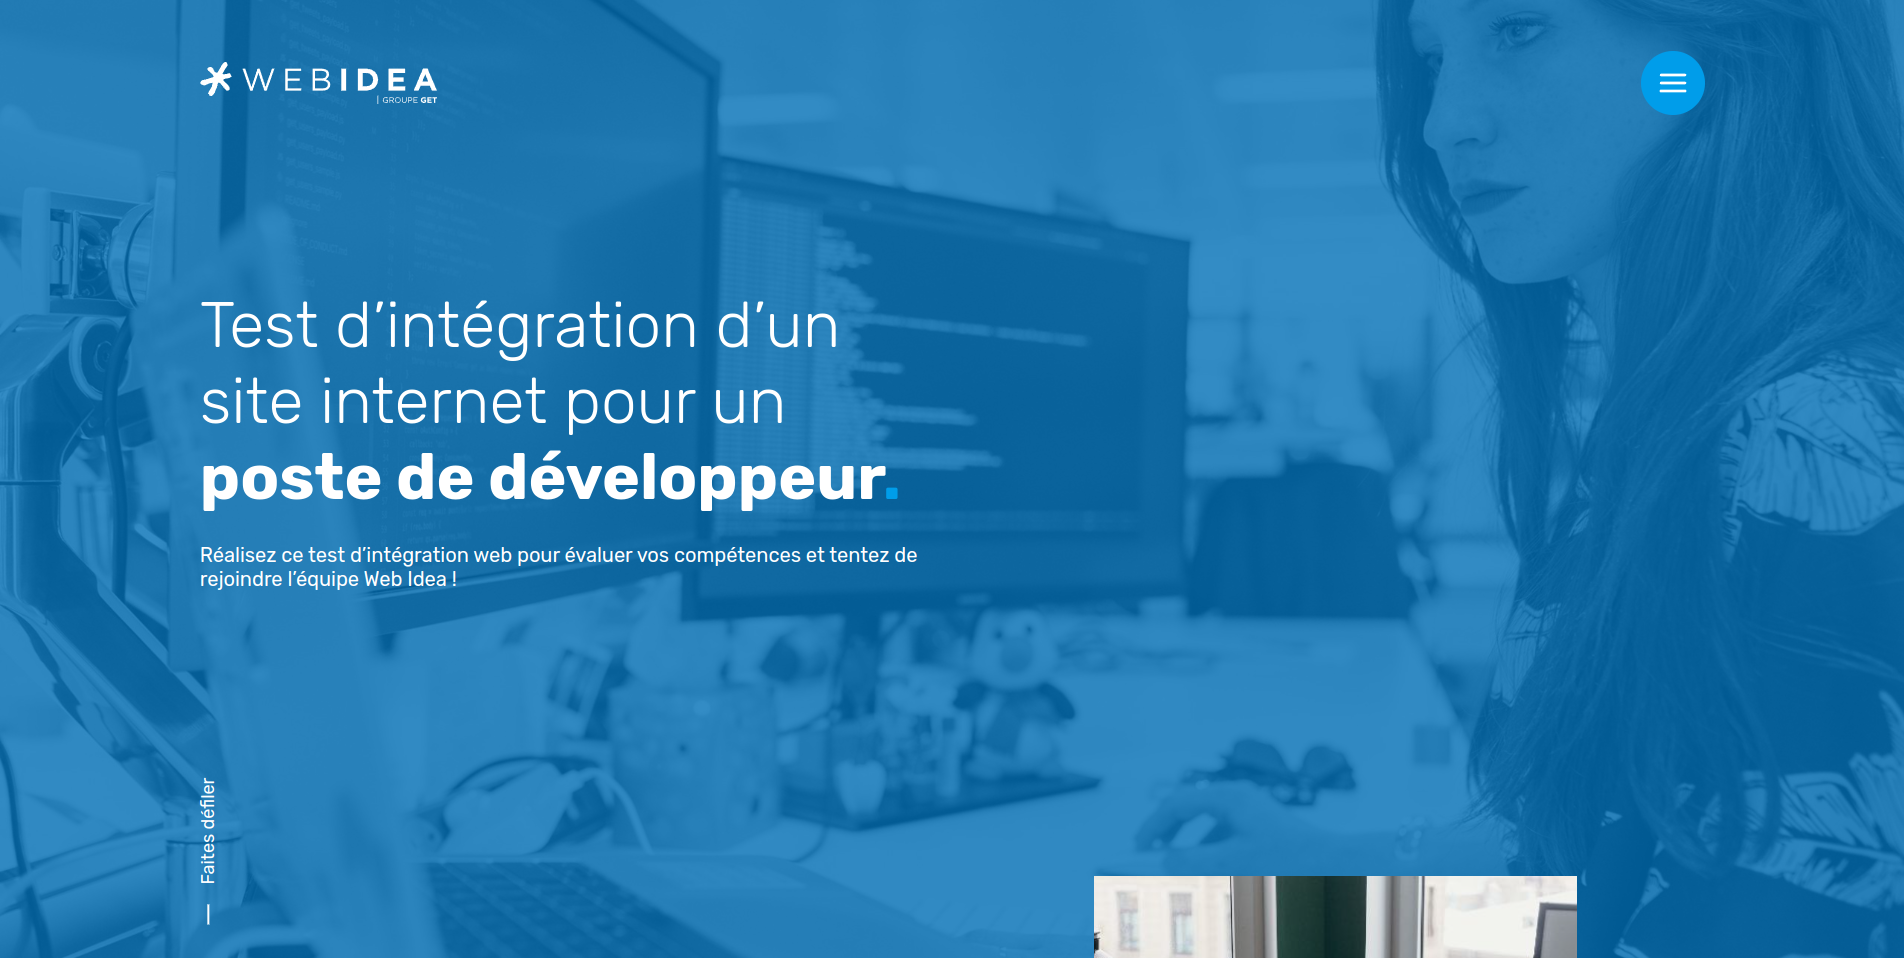 WEBIDEA
| GROUPE GET
Test d’intégration d’un
site internet pour un
poste de développeur.
Réalisez ce test d’intégration web pour évaluer vos compétences et tentez de
rejoindre l’équipe Web Idea !
Faites défiler